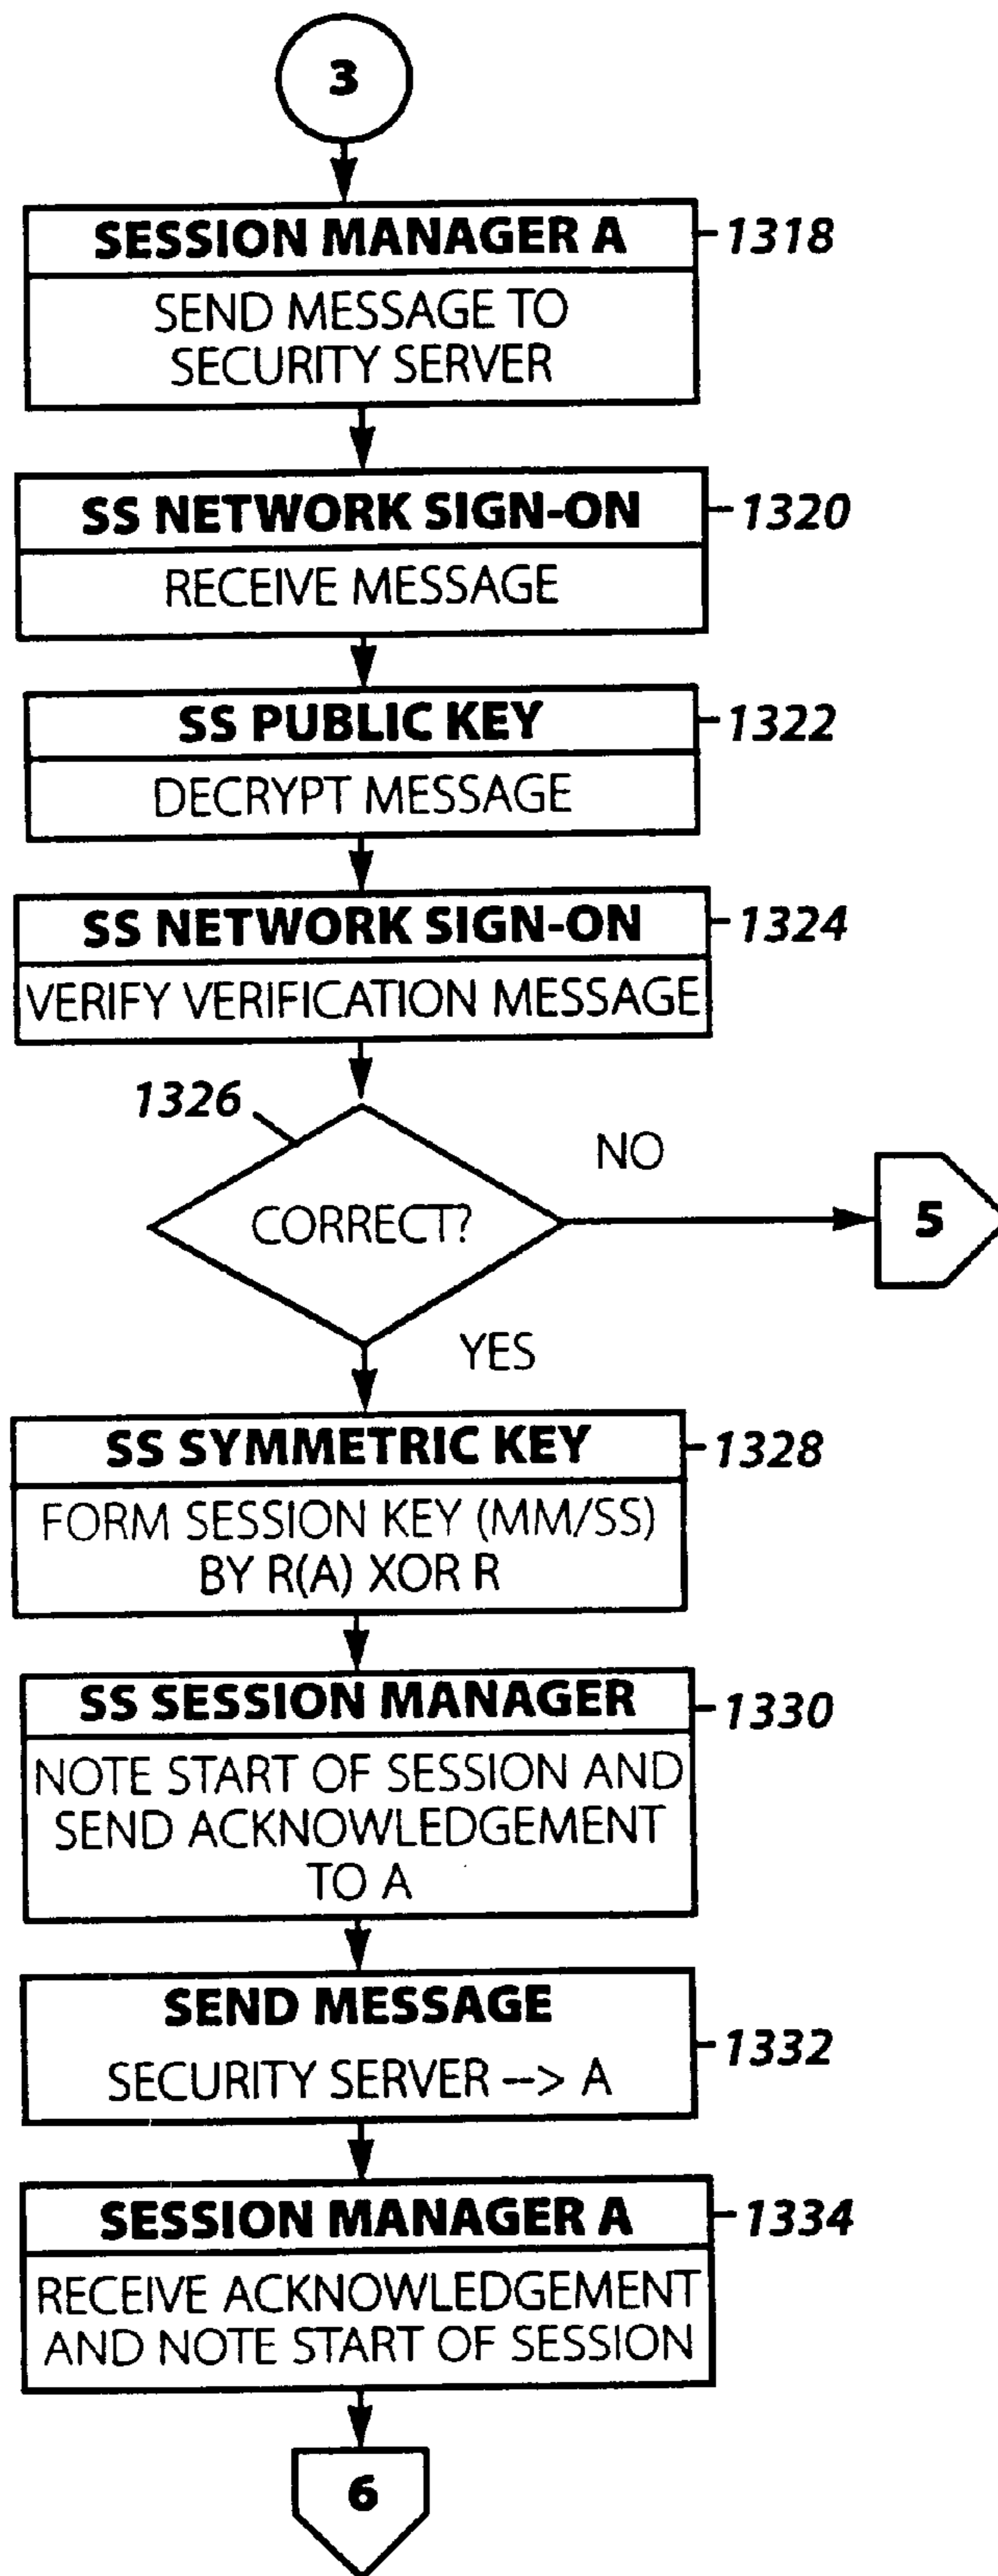 3
SESSION MANAGER A
1318
SEND MESSAGE TO
SECURITY SERVER
SS NETWORK SIGN-ON
1320
RECEIVE MESSAGE
SS PUBLIC KEY
1322
DECRYPT MESSAGE
SS NETWORK SIGN-ON
1324
VERIFY VERIFICATION MESSAGE
1326
NO
CORRECT?
5
YES
SS SYMMETRIC KEY
1328
FORM SESSION KEY (MM/SS)
BY R(A) XOR R
SS SESSION MANAGER
1330
NOTE START OF SESSION AND
SEND ACKNOWLEDGEMENT
TO A
SEND MESSAGE
1332
SECURITY SERVER --> A
SESSION MANAGER A
1334
RECEIVE ACKNOWLEDGEMENT
AND NOTE START OF SESSION
6